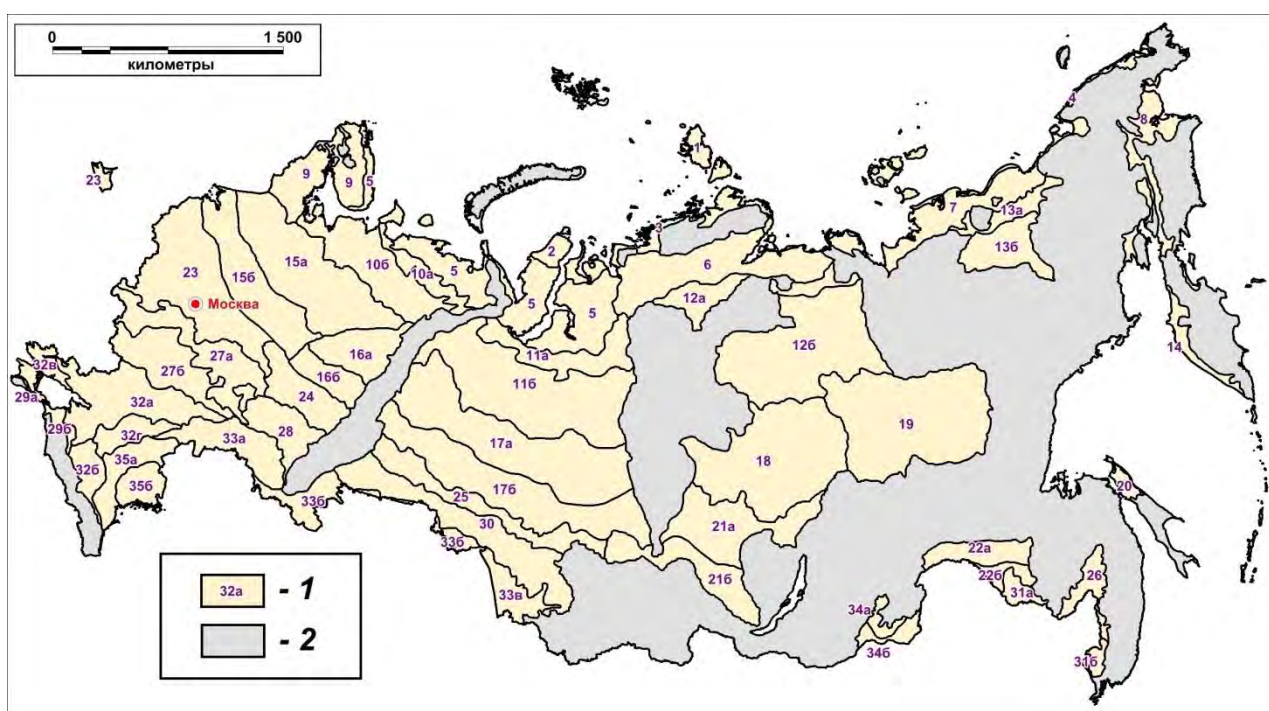 0 1 500
километры
4
8
1
9
9
5
23
7
13а
3
2
13б
6
15а
10б
10а
5
23
15б
12а
5
5
Москва
14
11а
16а
12б
27а
32в
27б
11б
16б
29а
24
32а
19
17а
29б
28
32г
33а
18
35а
32б
20
35б
17б
25
33б
21а
30
33б
22а
22б
26
21б
31а
32а - 1
33в
34а
- 2
34б
31б